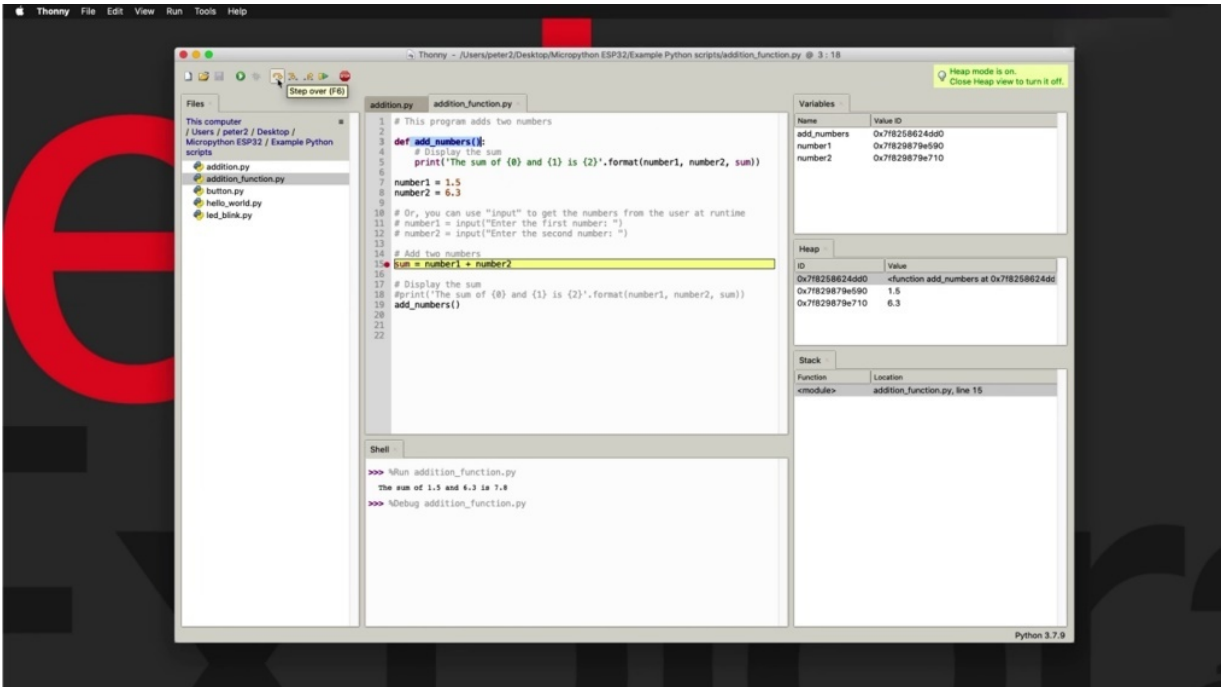 Thonny File Edit View Run Tools Help
Thonny - /Users/peter2/Desktop/Micropython ESP32/Example Python scripts/addition_function.py @ 3 : 18
Heap mode is on.
Close Heap view to turn it off.
Step over (F6)
Files
This computer
/ Users / peter2 / Desktop /
Micropython ESP32 / Example Python
scripts
addition.py
addition_function.py
button.py
hello_world.py
led_blink.py
addition.py addition_function.py
1 # This program adds two numbers
2
3 def add_numbers():
4 # Display the sum
5 print('The sum of {0} and {1} is {2}'.format(number1, number2, sum))
6
7 number1 = 1.5
8 number2 = 6.3
9
10 # Or, you can use "input" to get the numbers from the user at runtime
11 # number1 = input("Enter the first number: ")
12 # number2 = input("Enter the second number: ")
13
14 # Add two numbers
15 sum = number1 + number2
16
17 # Display the sum
18 #print('The sum of {0} and {1} is {2}'.format(number1, number2, sum))
19 add_numbers()
20
21
22
Shell
>>> %Run addition_function.py
The sum of 1.5 and 6.3 is 7.8
>>> %Debug addition_function.py
Variables
Name Value ID
add_numbers 0x7f8258624dd0
number1 0x7f829879e590
number2 0x7f829879e710
Heap
ID Value
0x7f8258624dd0 <function add_numbers at 0x7f8258624dd
0x7f829879e590 1.5
0x7f829879e710 6.3
Stack
Function Location
<module> addition_function.py, line 15
Python 3.7.9